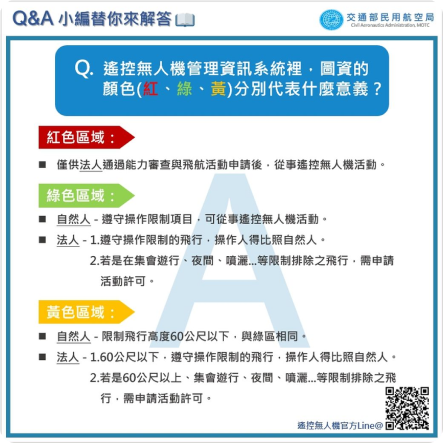 Q&A 小編替你來解答
交通部民用航空局
Civil Aeronautics Administration, MOTC
Q. 遙控無人機管理資訊系統裡，圖資的
顏色(紅、綠、黃)分別代表什麼意義？
A
紅色區域：
■ 僅供法人通過能力審查與飛航活動申請後，從事遙控無人機活動。
綠色區域：
■ 自然人 - 遵守操作限制項目，可從事遙控無人機活動。
■ 法人 - 1.遵守操作限制的飛行，操作人得比照自然人。
2.若是在集會遊行、夜間、噴灑...等限制排除之飛行，需申請
活動許可。
黃色區域：
■ 自然人 - 限制飛行高度60公尺以下，與綠區相同。
■ 法人 - 1.60公尺以下，遵守操作限制的飛行，操作人得比照自然人。
2.若是60公尺以上、集會遊行、夜間、噴灑...等限制排除之飛
行，需申請活動許可。
遙控無人機官方Line@